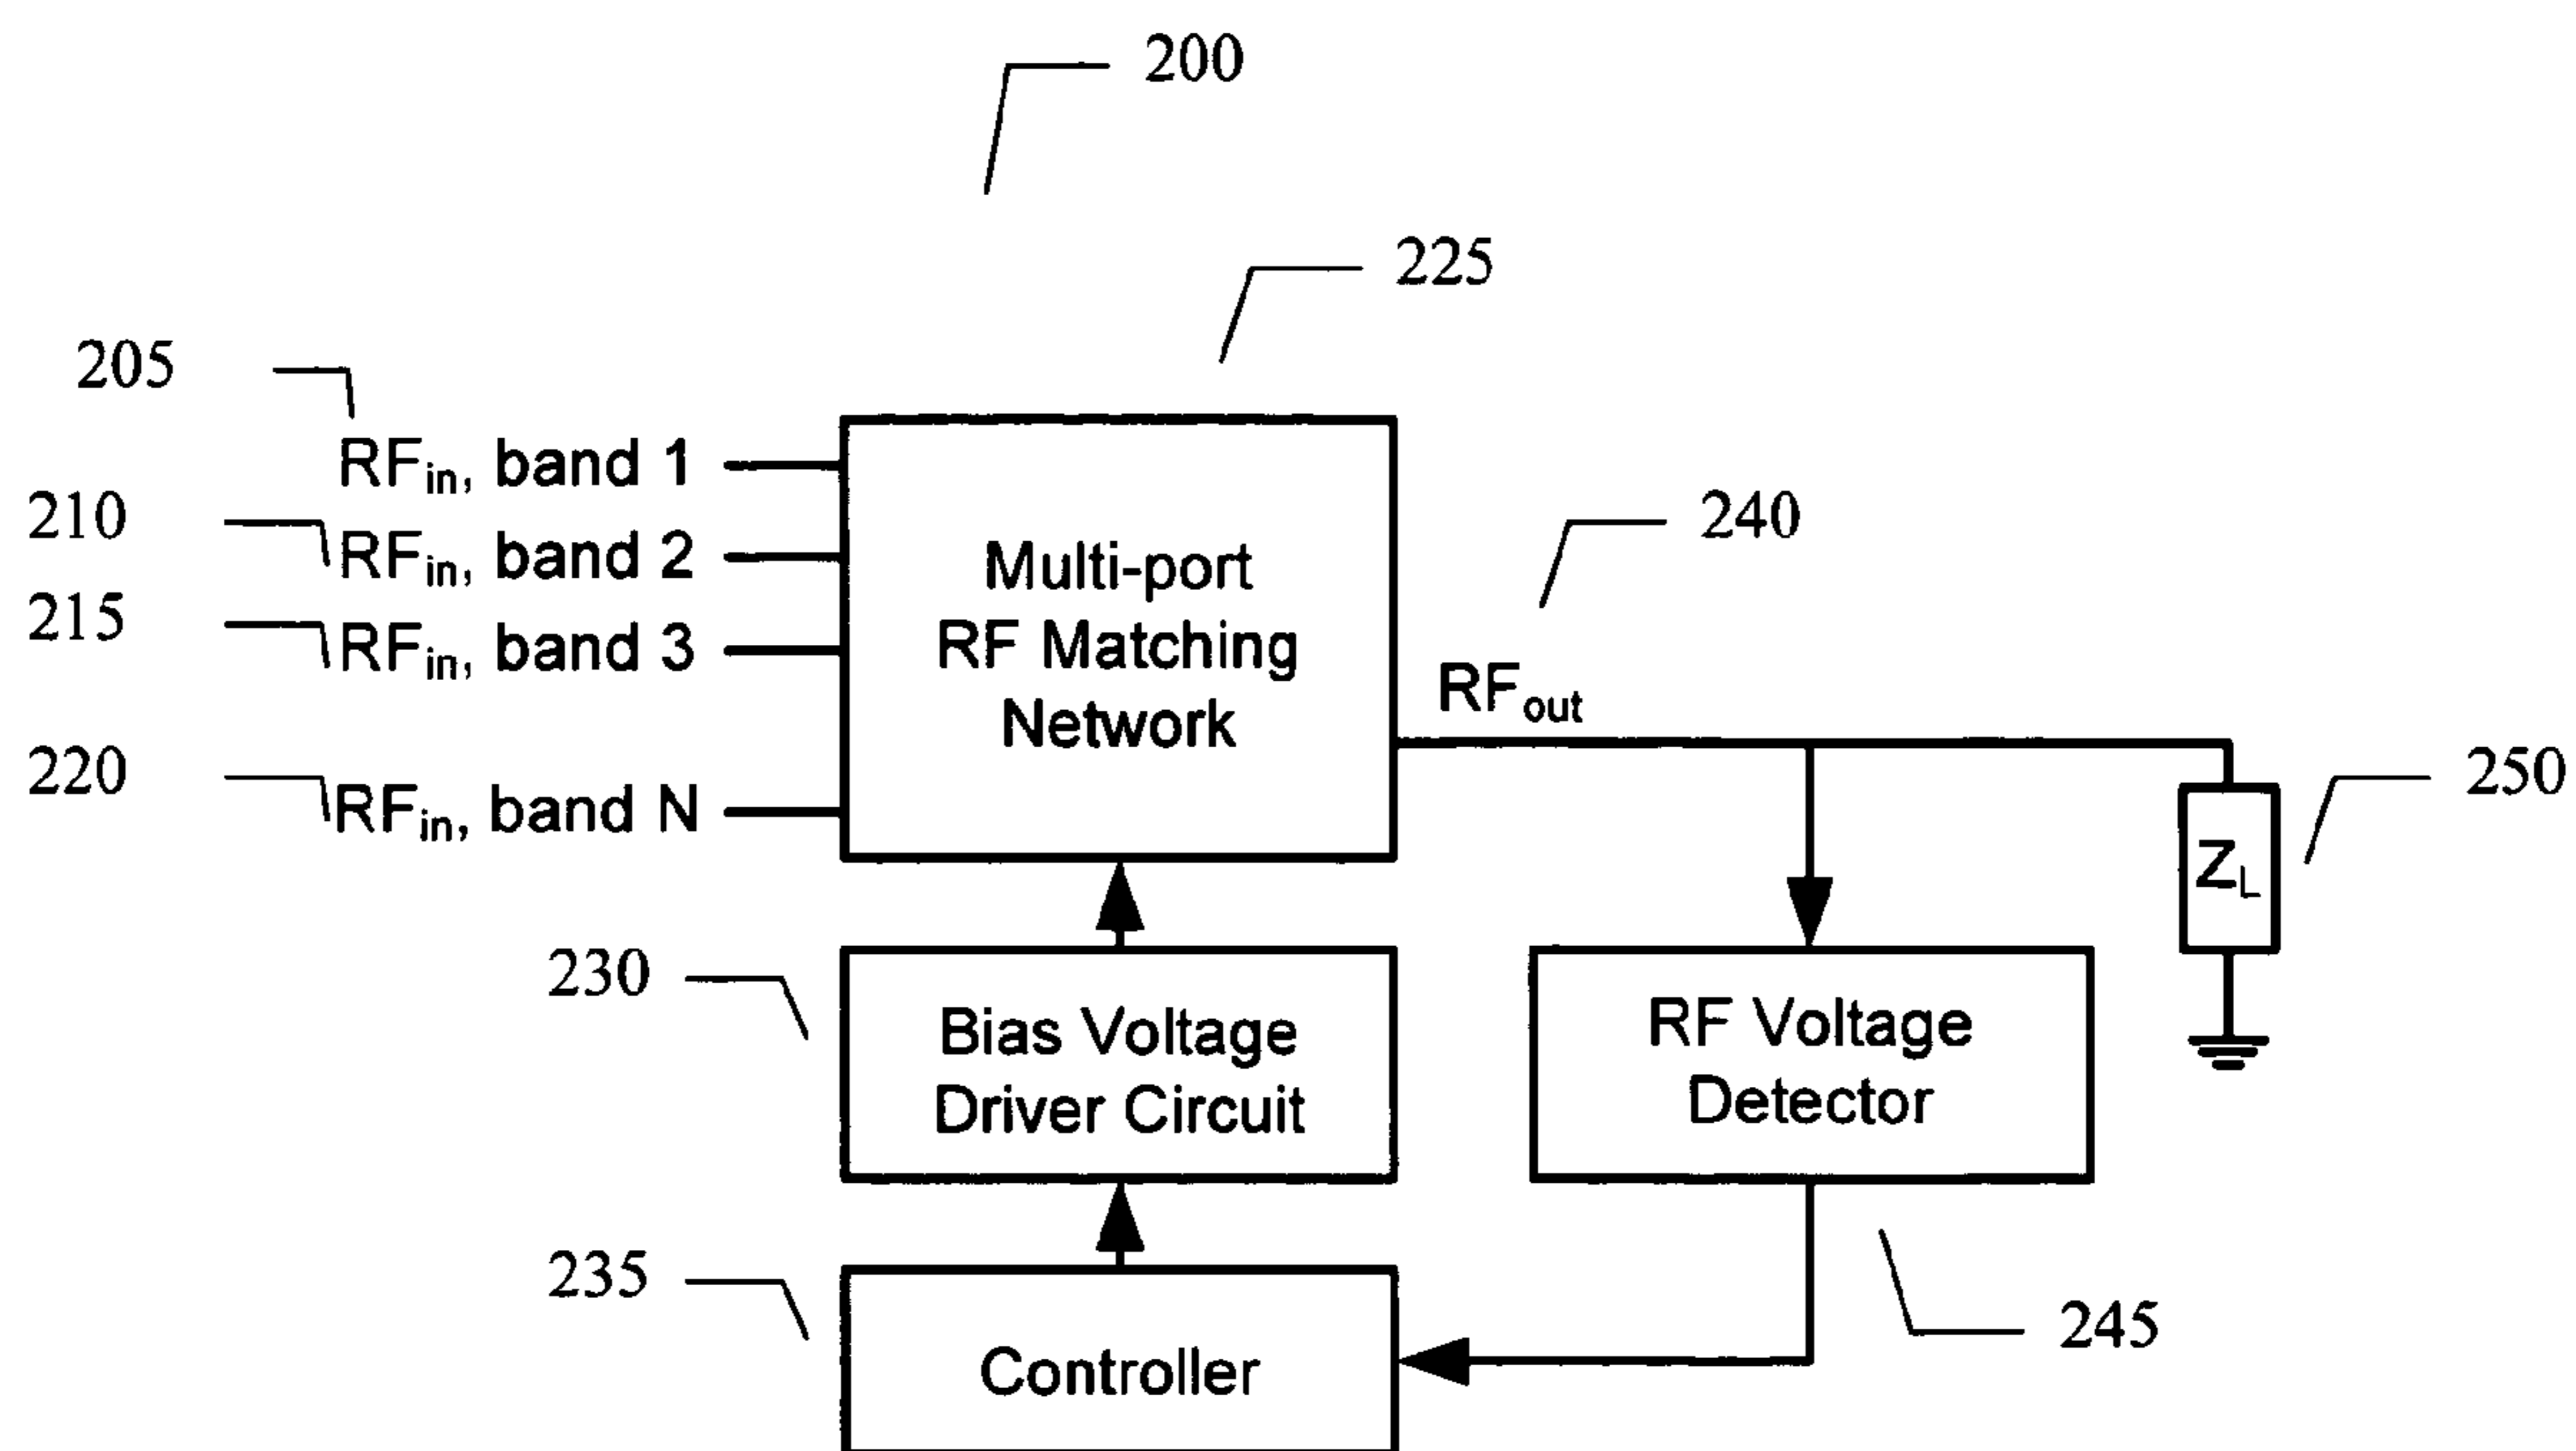 200
225
205
RFin, band 1
210
RFin, band 2
215
RFin, band 3
220
RFin, band N
Multi-port
RF Matching
Network
240
RFout
250
ZL
230
Bias Voltage
Driver Circuit
RF Voltage
Detector
235
Controller
245